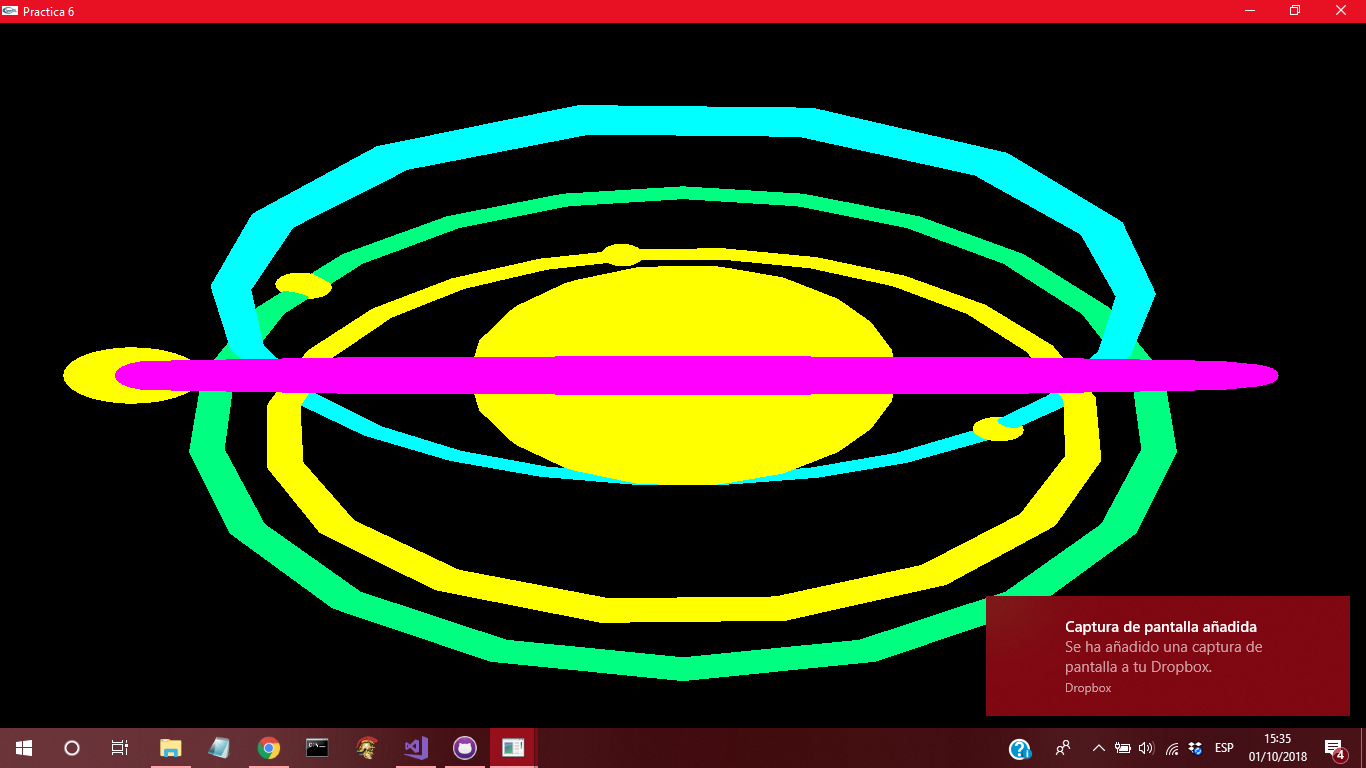 Practica 6
Captura de pantalla añadida
Se ha añadido una captura de
pantalla a tu Dropbox.
Dropbox
ESP
15:35
01/10/2018
4